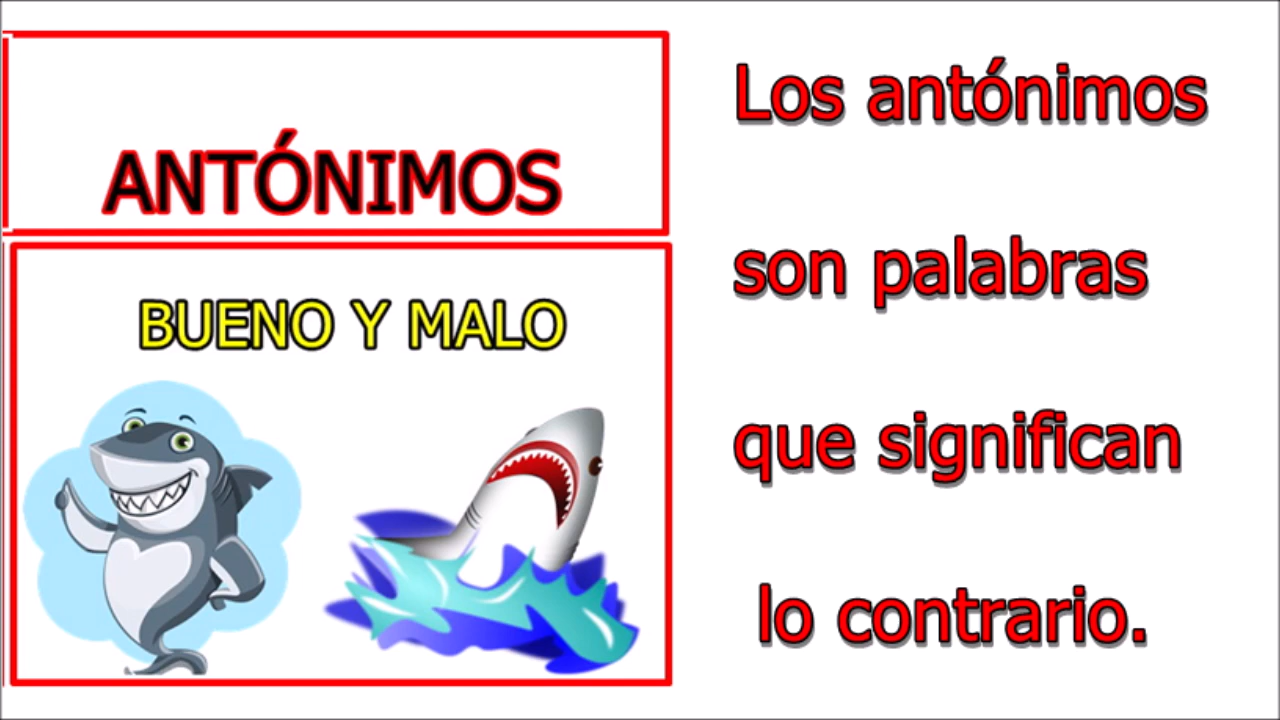 ANTÓNIMOS
BUENO Y MALO
Los antónimos
son palabras
que significan
lo contrario.